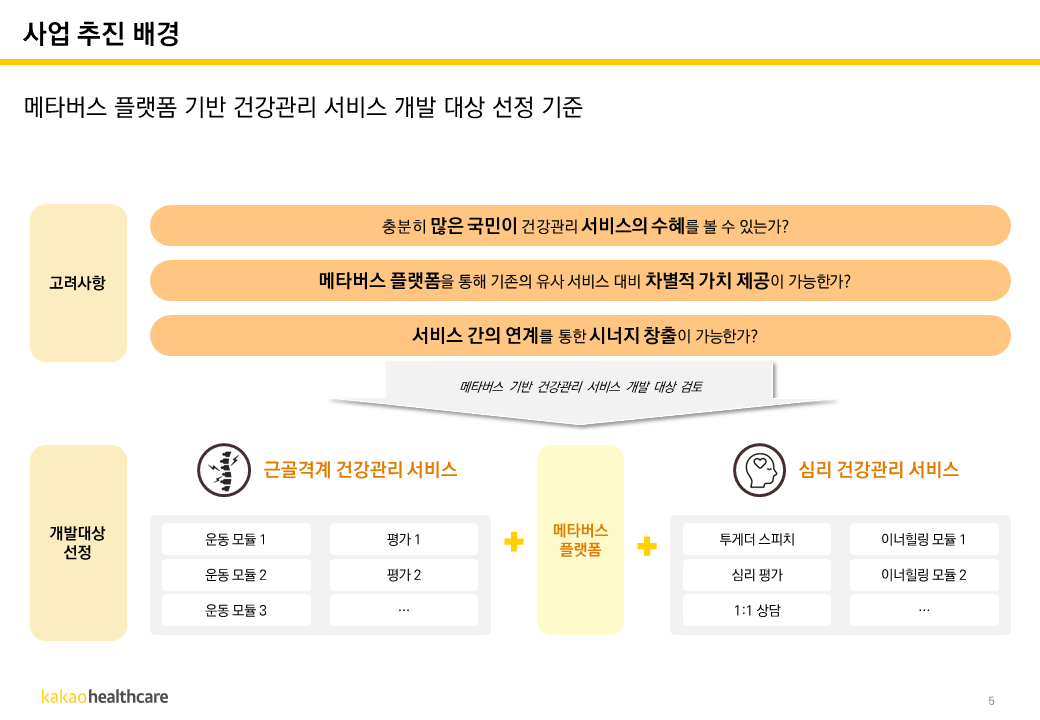 사업 추진 배경
메타버스 플랫폼 기반 건강관리 서비스 개발 대상 선정 기준
고려사항
충분히 많은 국민이 건강관리 서비스의 수혜를 볼 수 있는가?
메타버스 플랫폼을 통해 기존의 유사 서비스 대비 차별적 가치 제공이 가능한가?
서비스 간의 연계를 통한 시너지 창출이 가능한가?
메타버스 기반 건강관리 서비스 개발 대상 검토
개발대상
선정
근골격계 건강관리 서비스
운동 모듈 1
평가 1
운동 모듈 2
평가 2
운동 모듈 3
...
메타버스
플랫폼
심리 건강관리 서비스
투게더 스피치
이너힐링 모듈 1
심리 평가
이너힐링 모듈 2
1:1 상담
...
kakaohealthcare
5